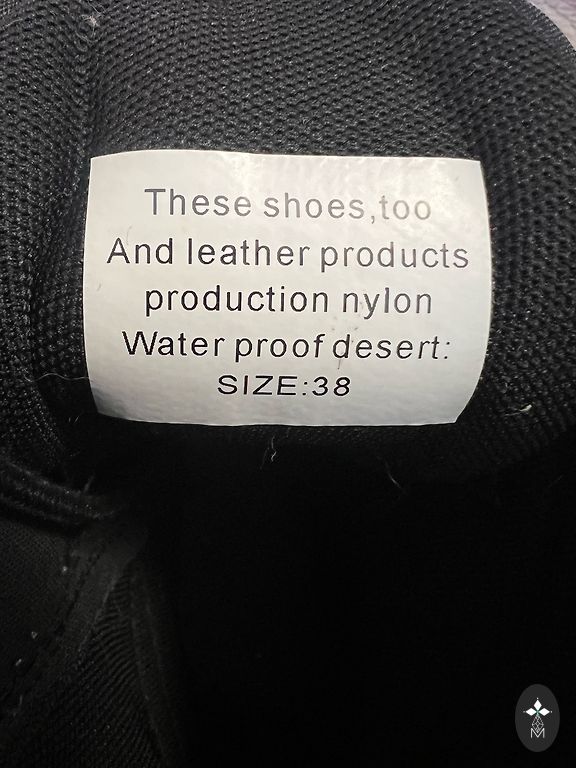 These shoes,too
And leather products
production nylon
Water proof desert:
SIZE:38